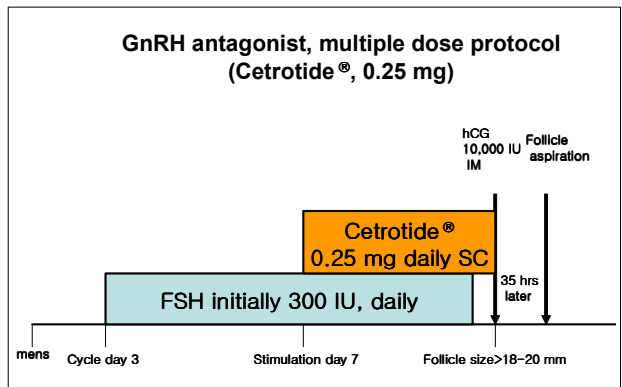 GnRH antagonist, multiple dose protocol
(Cetrotide®, 0.25 mg)
hCG
10,000 IU
IM
Follicle
aspiration
Cetrotide®
0.25 mg daily SC
35 hrs
later
FSH initially 300 IU, daily
mens
Cycle day 3
Stimulation day 7
Follicle size>18-20 mm